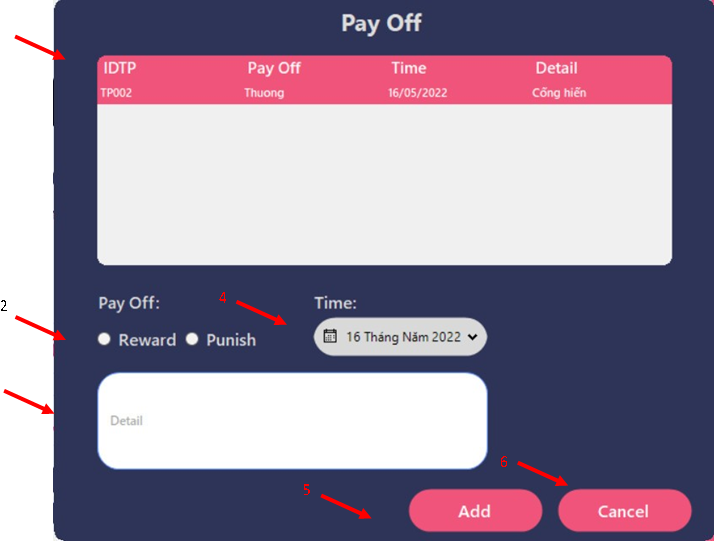 Pay Off
IDTP Pay Off Time Detail
TP002 Thuong 16/05/2022 Cống hiến
Pay Off: 4 Time:
2
Reward Punish 16 Tháng Năm 2022
Detail
6
5
Add Cancel